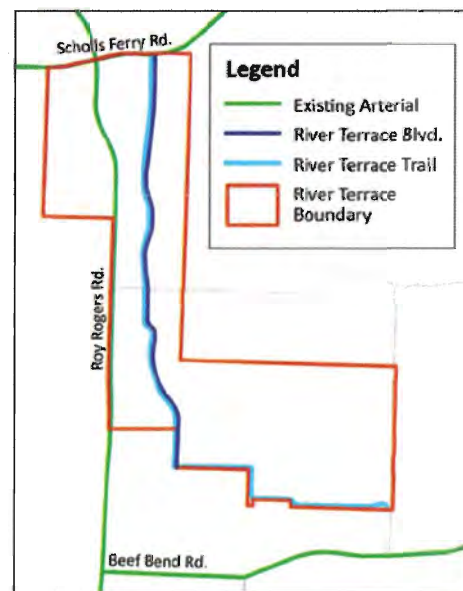 Scholls Ferry Rd.
Legend
Existing Arterial
River Terrace Blvd.
River Terrace Trail
River Terrace
Boundary
Roy Rogers Rd.
Beef Bend Rd.